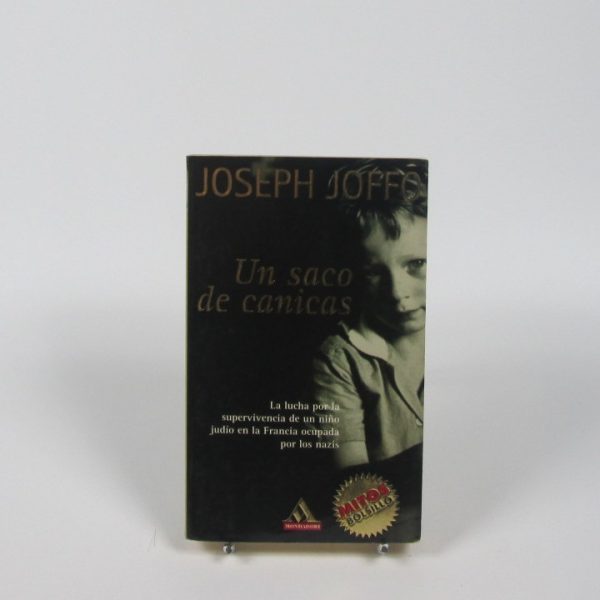 JOSEPH JOFFO
Un saco
de canicas
La lucha por la
supervivencia de un niño
judío en la Francia ocupada
por los nazis
MITOS
BOLSILLO
MONDADORI